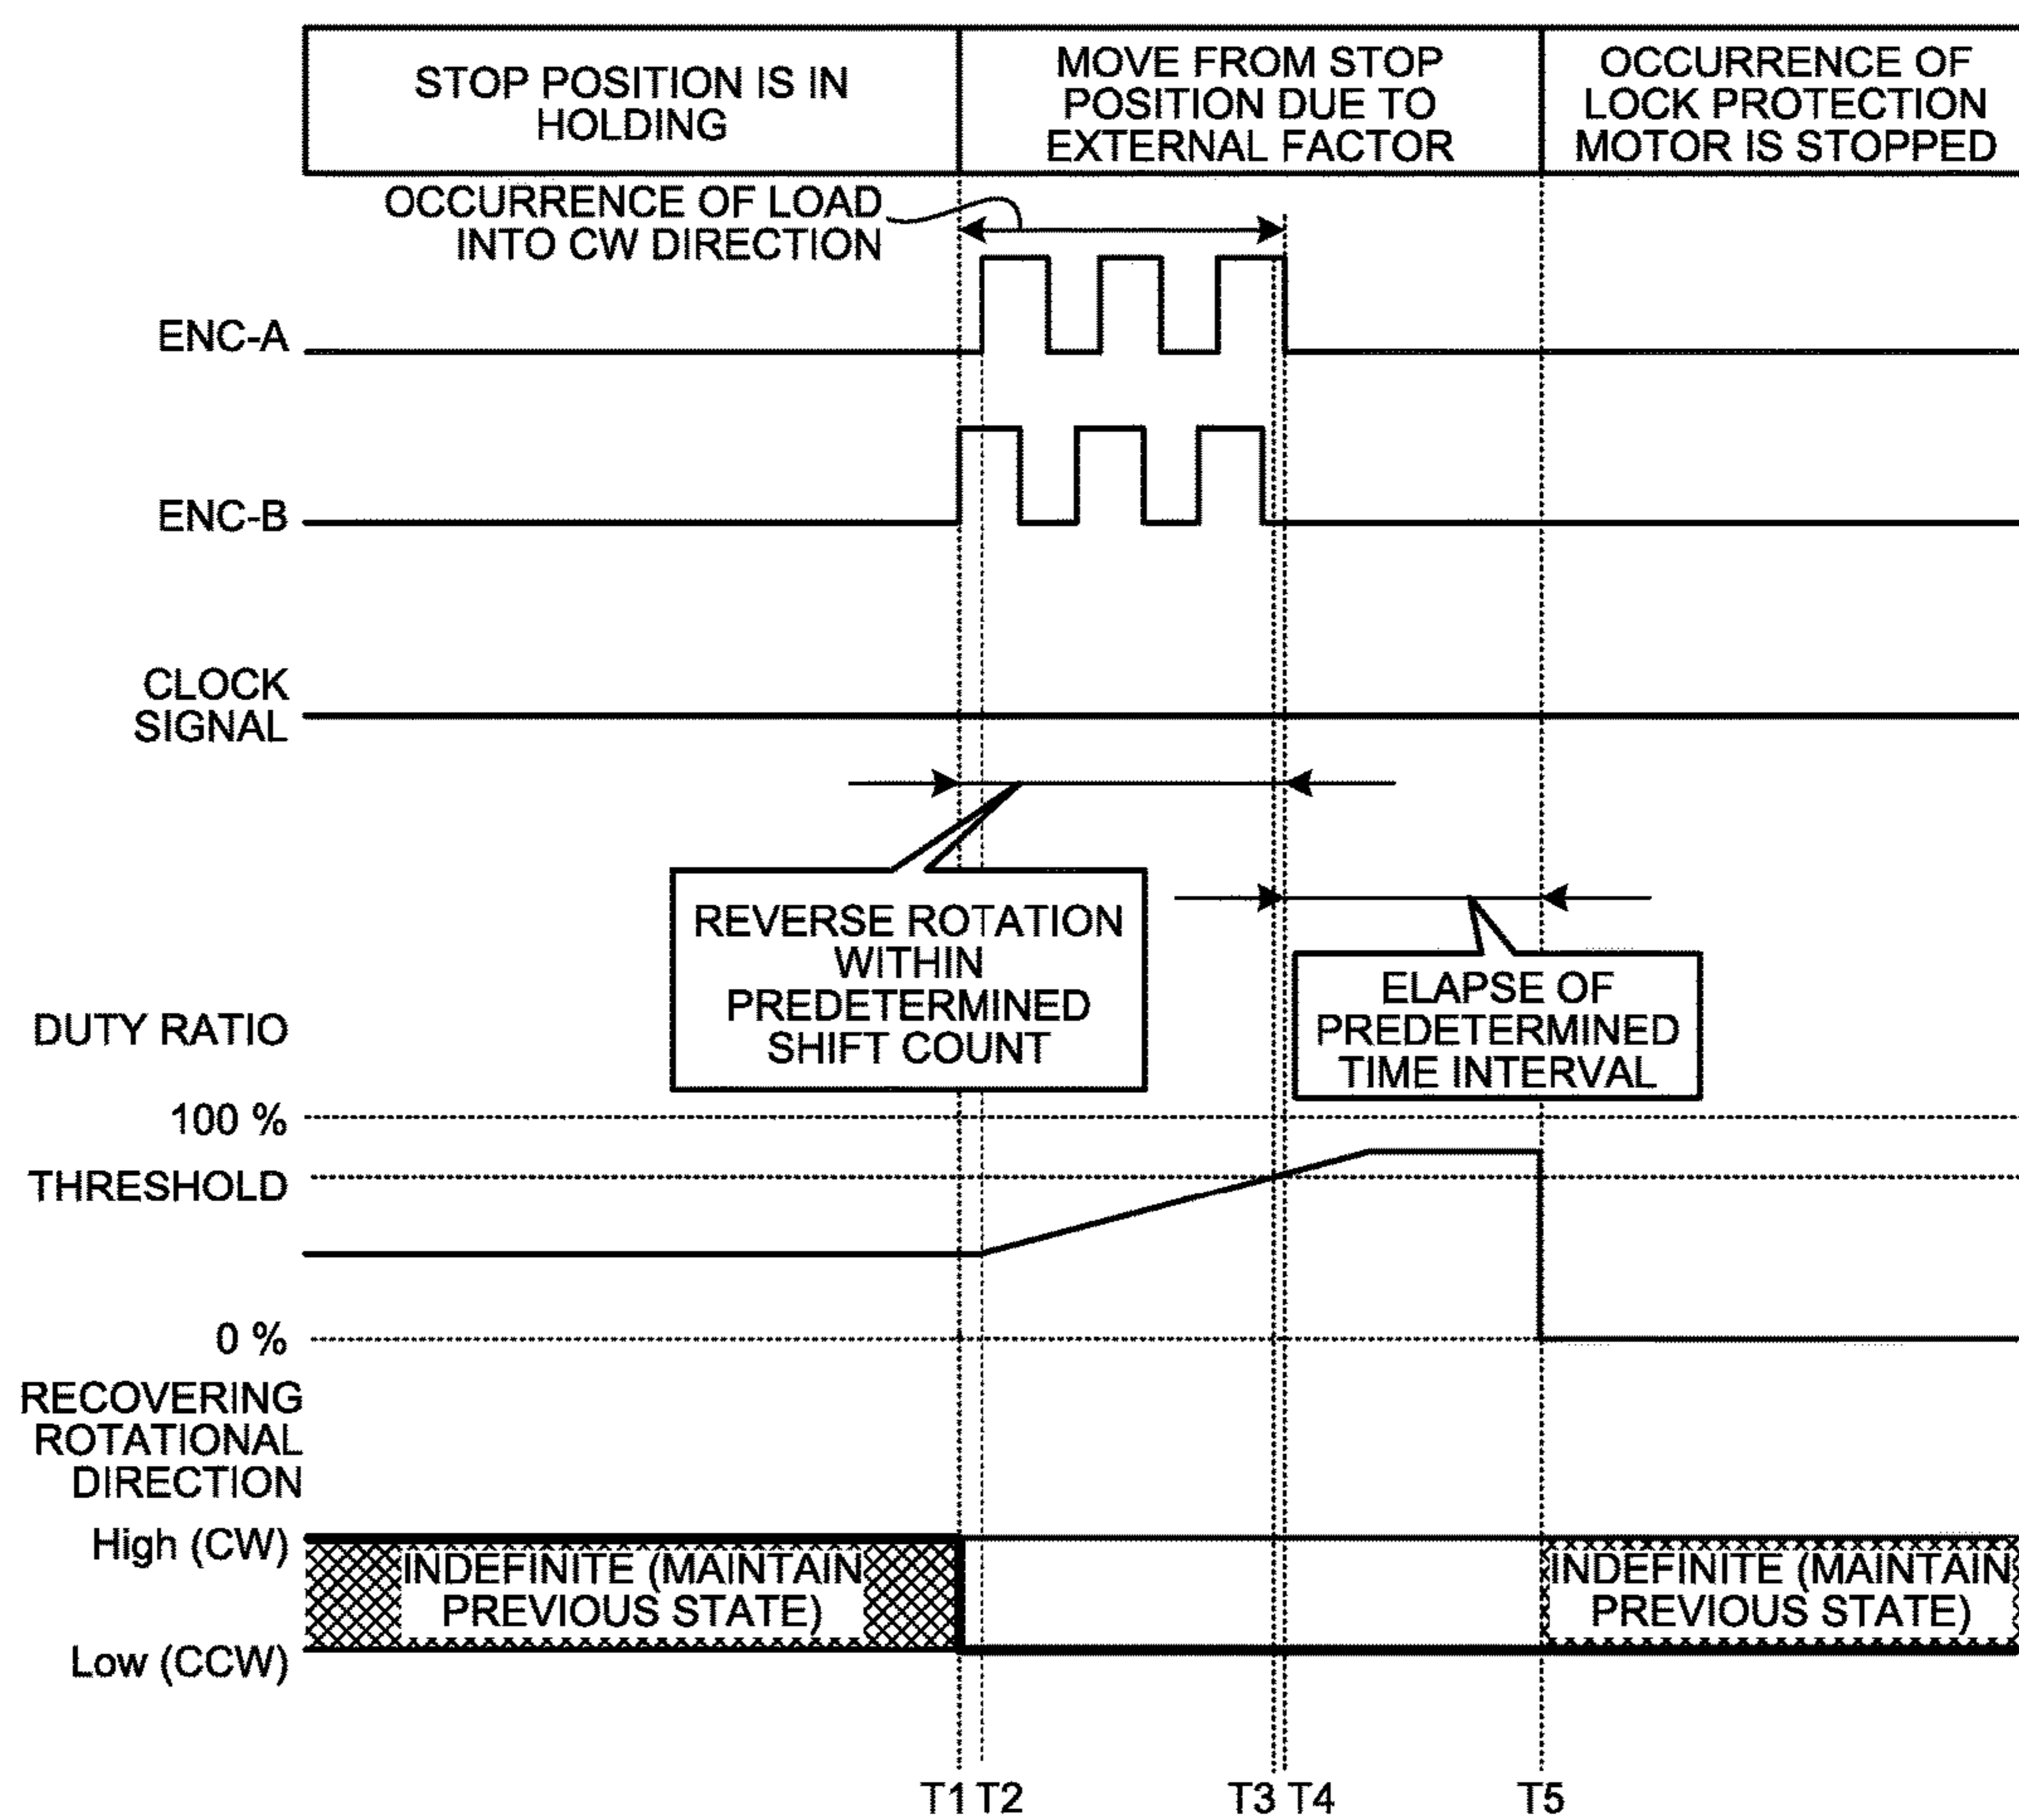 STOP POSITION IS IN
HOLDING
MOVE FROM STOP
POSITION DUE TO
EXTERNAL FACTOR
OCCURRENCE OF
LOCK PROTECTION
MOTOR IS STOPPED
OCCURRENCE OF LOAD
INTO CW DIRECTION
ENC-A
ENC-B
CLOCK
SIGNAL
REVERSE ROTATION
WITHIN
PREDETERMINED
SHIFT COUNT
ELAPSE OF
PREDETERMINED
TIME INTERVAL
DUTY RATIO
100 %
THRESHOLD
0 %
RECOVERING
ROTATIONAL
DIRECTION
High (CW)
INDEFINITE (MAINTAIN
PREVIOUS STATE)
INDEFINITE (MAINTAIN
PREVIOUS STATE)
Low (CCW)
T1 T2 T3 T4 T5